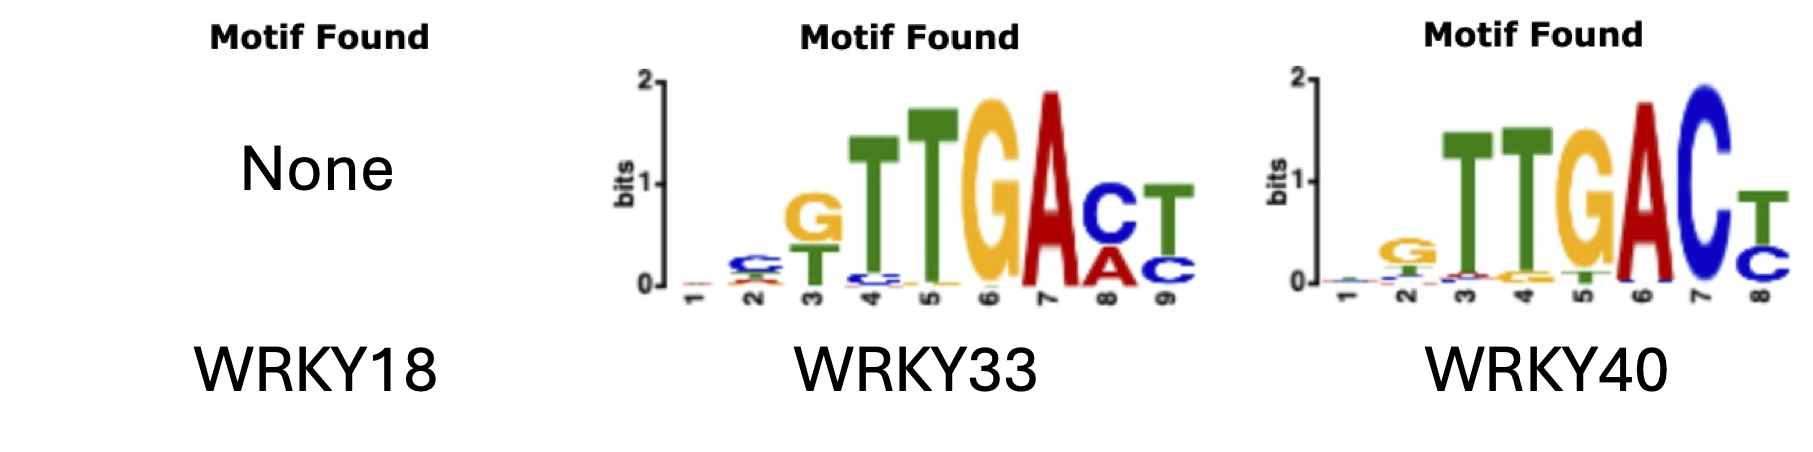 Motif Found
None
WRKY18
Motif Found
2
bits
1
0
C
G
T
T
C
T
G
A
C
A
T
C
1 2 3 4 5 6 7 8 9
WRKY33
Motif Found
2
bits
1
0
G
T
T
G
G
T
A
C
T
C
1 2 3 4 5 6 7 8
WRKY40